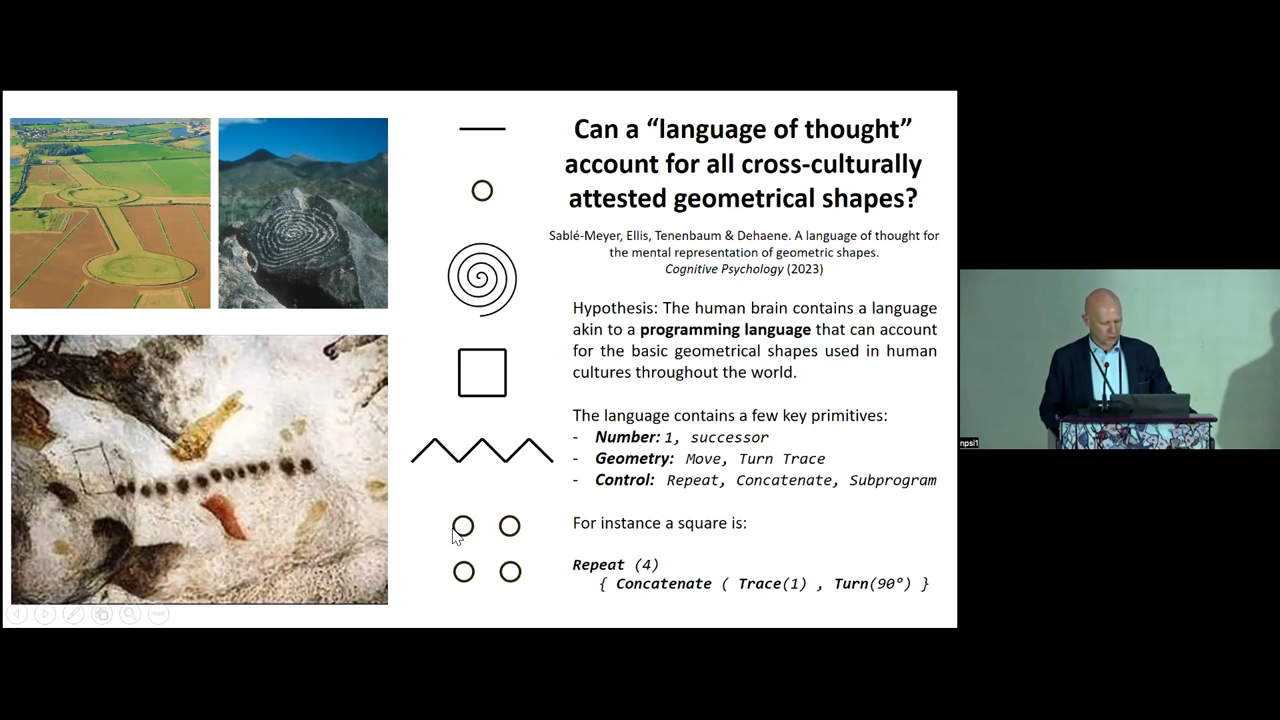 Can a “language of thought”
account for all cross-culturally
attested geometrical shapes?
Sablé-Meyer, Ellis, Tenenbaum & Dehaene. A language of thought for
the mental representation of geometric shapes.
Cognitive Psychology (2023)
Hypothesis: The human brain contains a language
akin to a programming language that can account
for the basic geometrical shapes used in human
cultures throughout the world.
The language contains a few key primitives:
- Number: 1, successor
- Geometry: Move, Turn Trace
- Control: Repeat, Concatenate, Subprogram
For instance a square is:
Repeat (4)
{ Concatenate ( Trace(1) , Turn(90°) }
npsi1